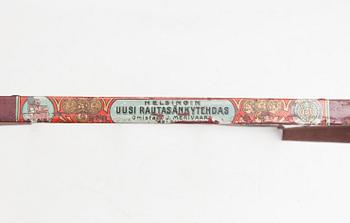 HELSINGIN
UUSI RAUTASÄNKYTEHDAS
Omistaja J. MERIVAARA